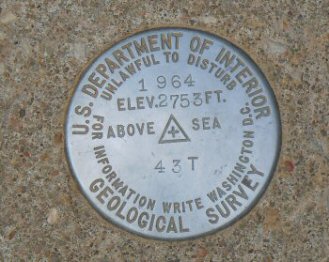 U.S. DEPARTMENT OF INTERIOR
UNLAWFUL TO DISTURB
1964
ELEV. 2753 FT.
ABOVE SEA
43T
FOR INFORMATION WRITE WASHINGTON D.C.
GEOLOGICAL SURVEY